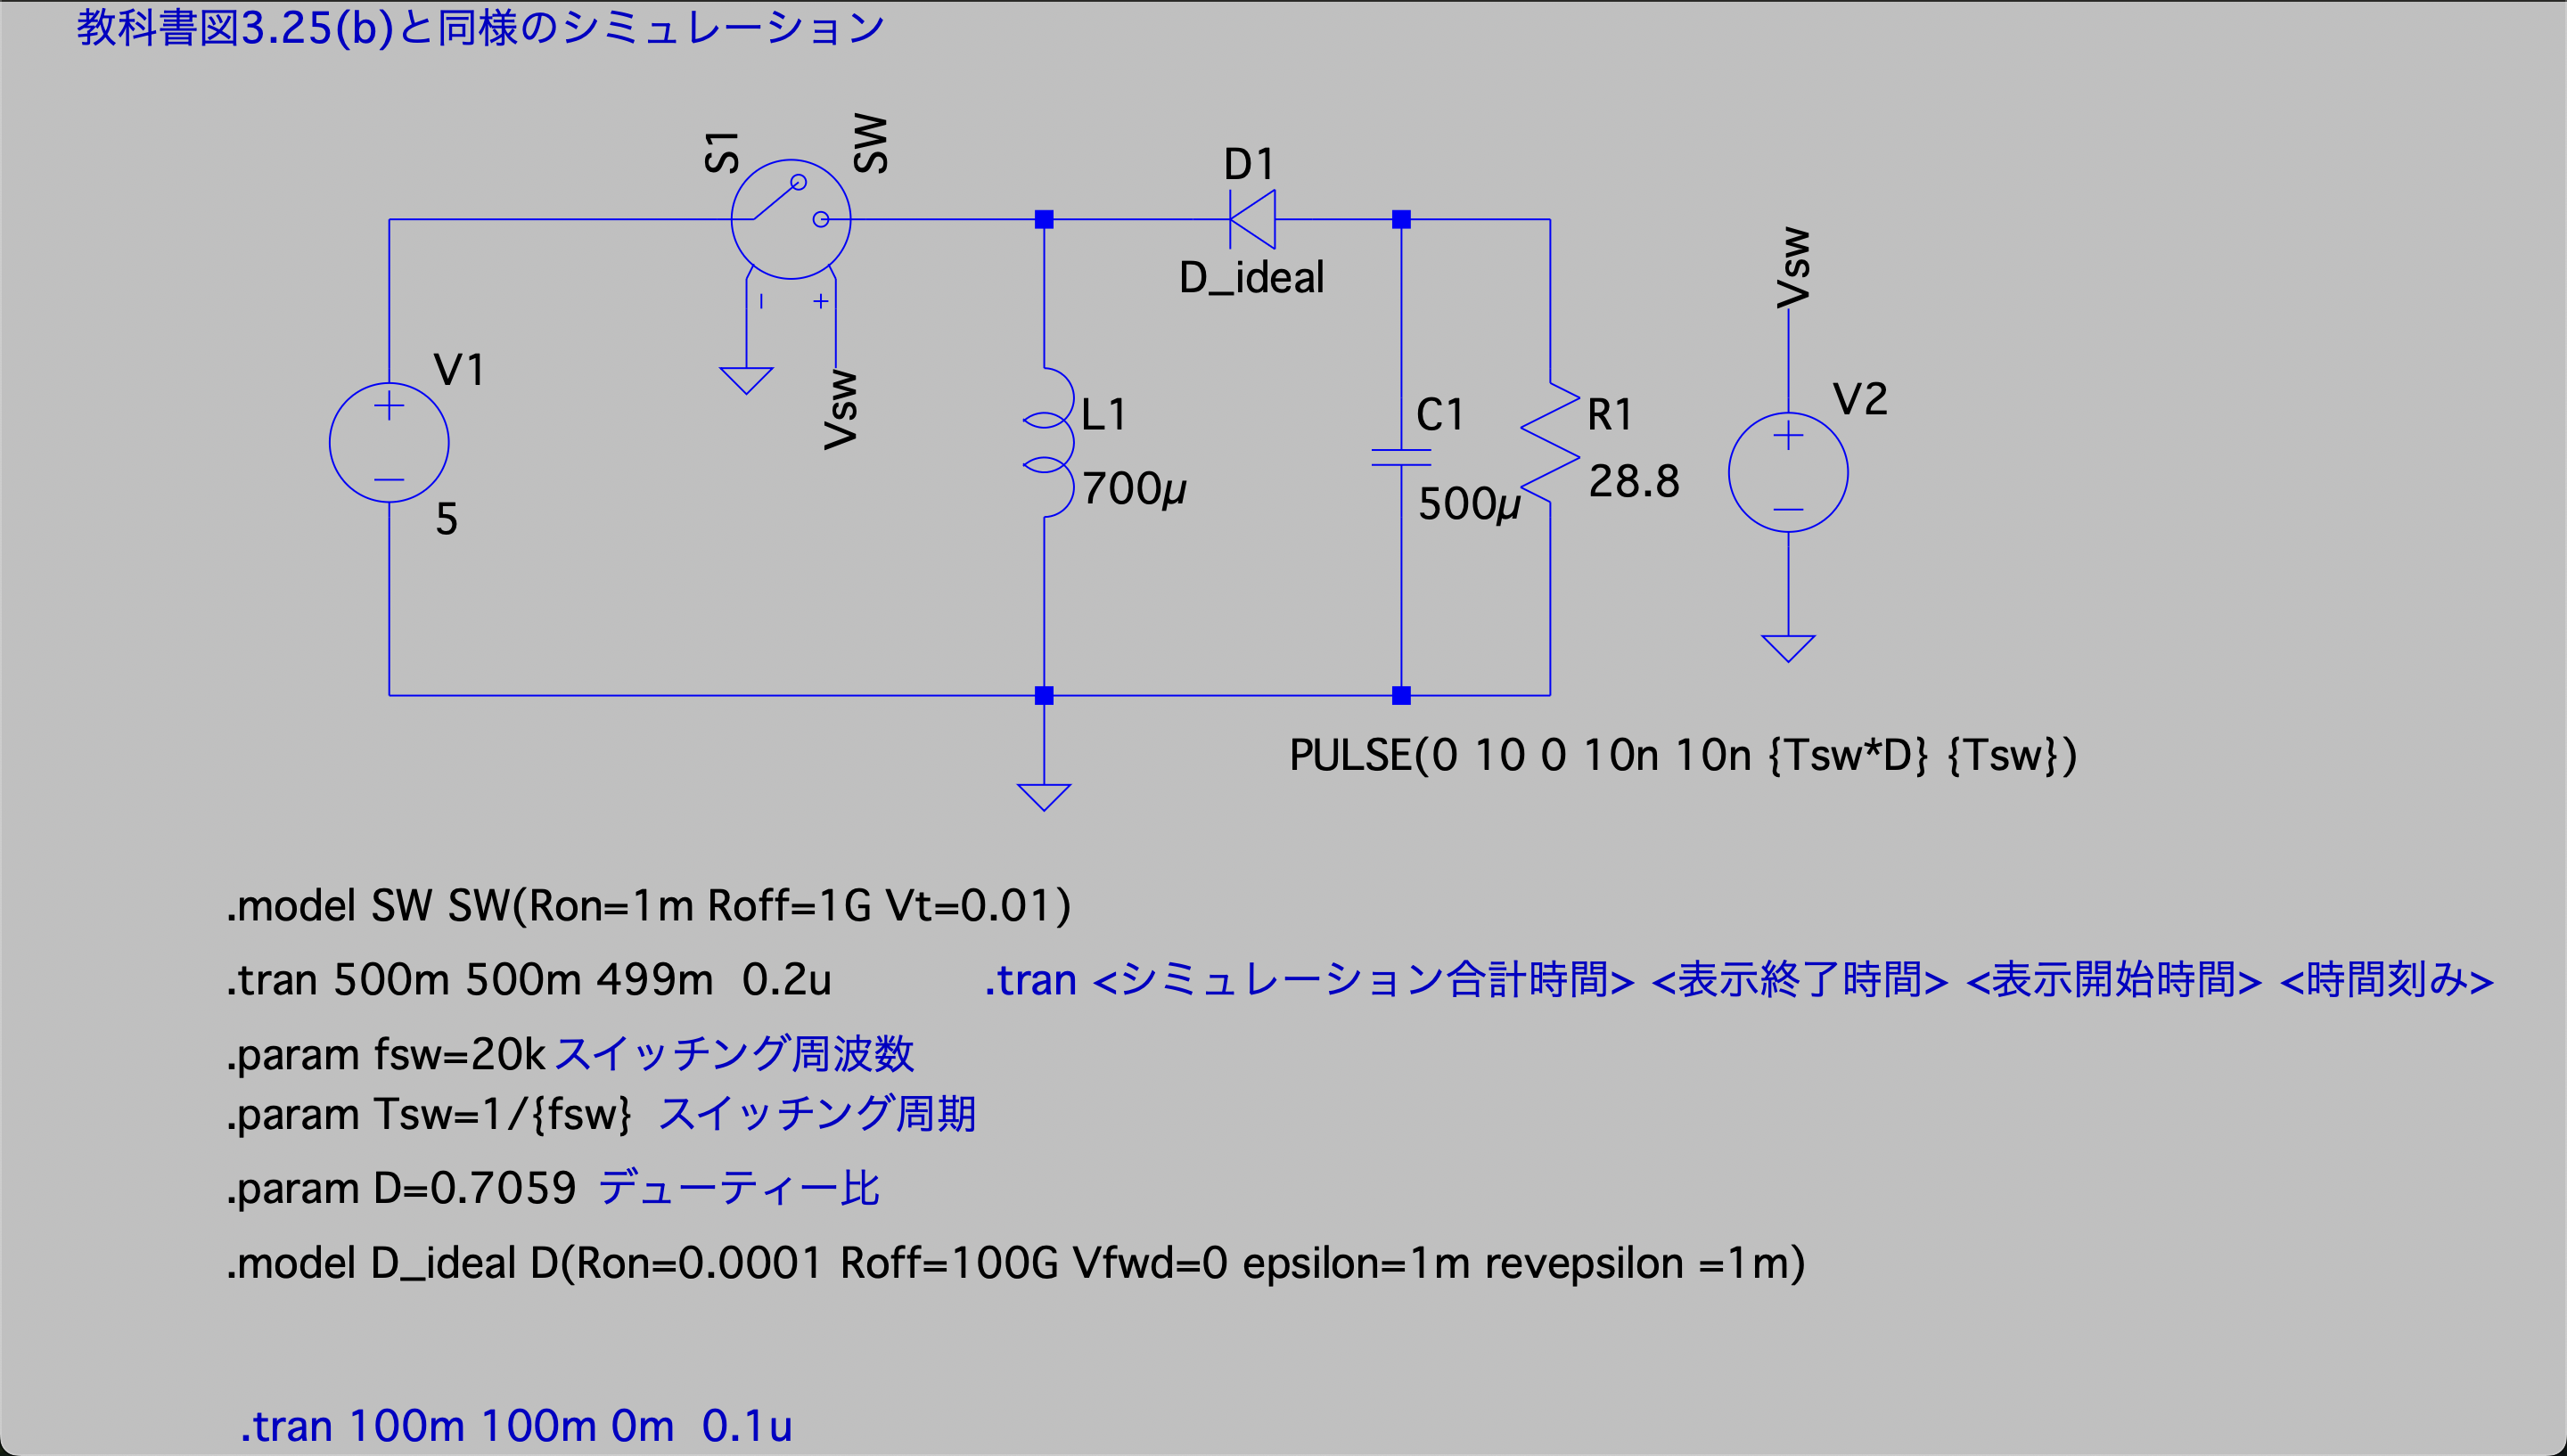 教科書図3.25(b)と同様のシミュレーション
S1
SW
D1
D_ideal
Vsw
V1
5
Vsw
L1
700µ
C1
500µ
R1
28.8
V2
PULSE(0 10 0 10n 10n {Tsw*D} {Tsw})
.model SW SW(Ron=1m Roff=1G Vt=0.01)
.tran 500m 500m 499m 0.2u .tran <シミュレーション合計時間> <表示終了時間> <表示開始時間> <時間刻み>
.param fsw=20k スイッチング周波数
.param Tsw=1/{fsw} スイッチング周期
.param D=0.7059 デューティー比
.model D_ideal D(Ron=0.0001 Roff=100G Vfwd=0 epsilon=1m revepsilon =1m)
.tran 100m 100m 0m 0.1u